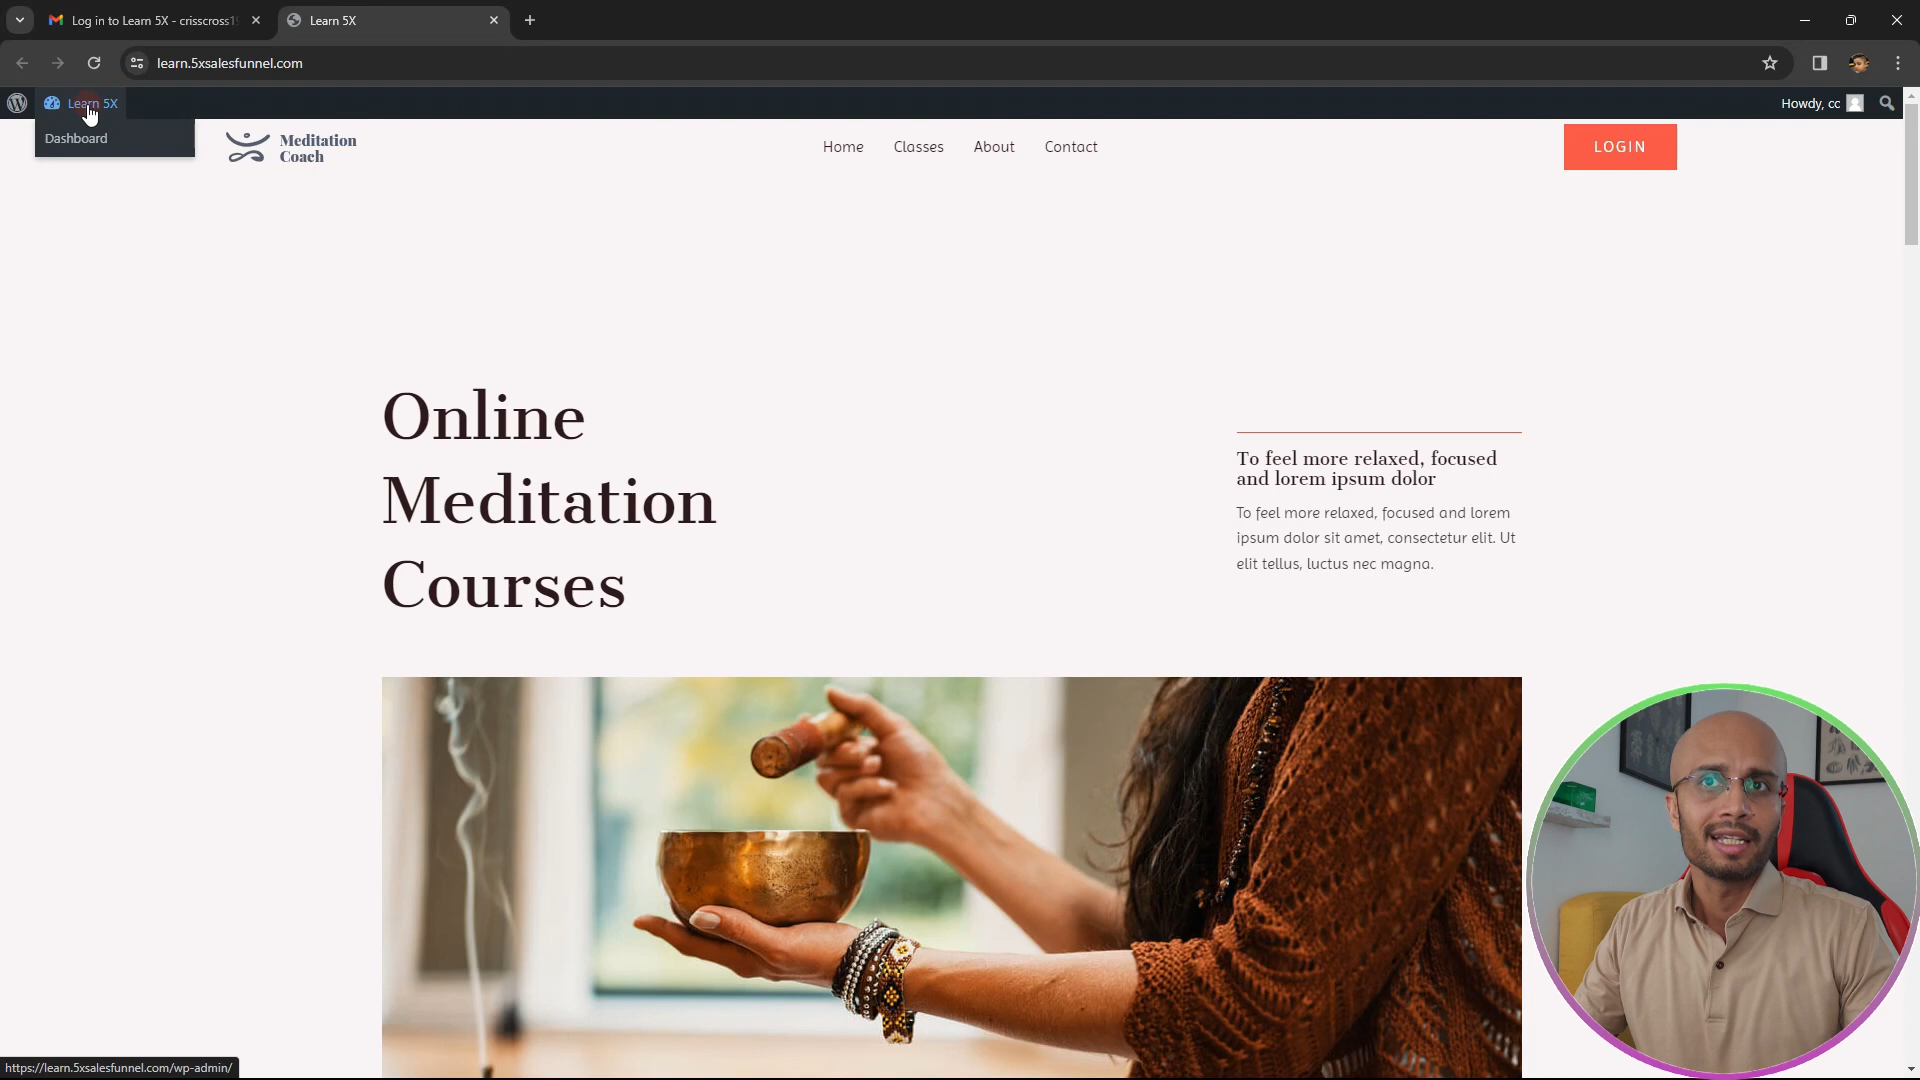 Log in to Learn 5X - crisscross1
Learn 5X
learn.5xsalesfunnel.com
Learn 5X
Howdy, cc
Dashboard
Meditation
Coach
Home
Classes
About
Contact
LOGIN
Online
Meditation
Courses
To feel more relaxed, focused
and lorem ipsum dolor
To feel more relaxed, focused and lorem
ipsum dolor sit amet, consectetur elit. Ut
elit tellus, luctus nec magna.
https://learn.5xsalesfunnel.com/wp-admin/